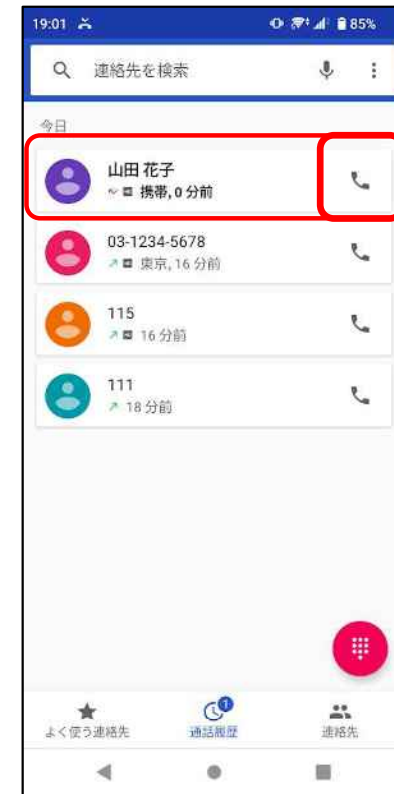 19:01 85%
連絡先を検索
今日
山田 花子
携帯, 0 分前
03-1234-5678
東京, 16 分前
115
16 分前
111
18 分前
1
よく使う連絡先 通話履歴 連絡先